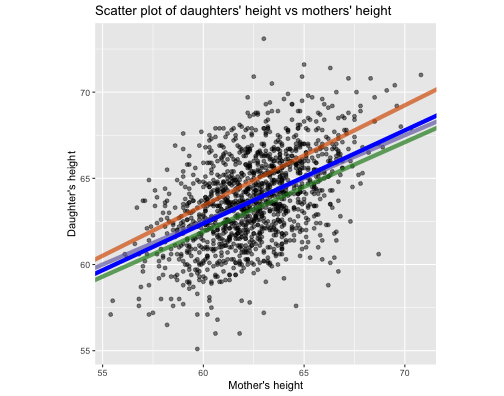 Scatter plot of daughters' height vs mothers' height
Daughter's height
70
65
60
55
55 60 65 70
Mother's height